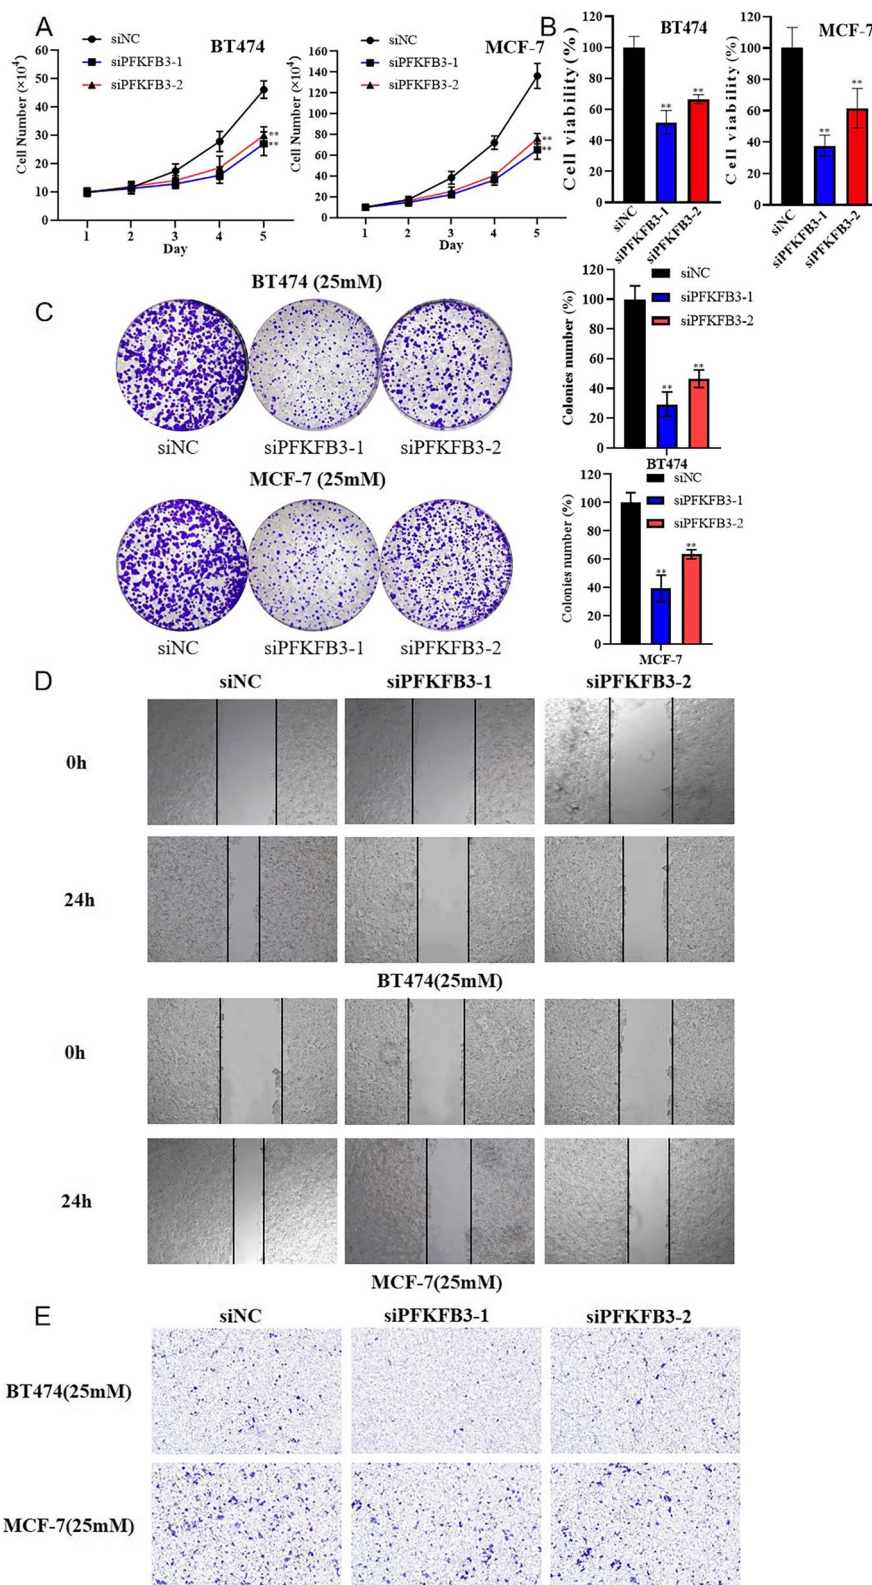 A
BT474
siNC
siPFKFB3-1
siPFKFB3-2
Cell Number (×10⁴)
60
50
40
30
20
10
0
**
**
1 2 3 4 5
Day
MCF-7
siNC
siPFKFB3-1
siPFKFB3-2
Cell Number (×10⁴)
160
140
120
100
80
60
40
20
0
**
**
1 2 3 4 5
Day
B
BT474
Cell viability (%)
120
100
80
60
40
20
0
**
**
siNC
siPFKFB3-1
siPFKFB3-2
MCF-7
Cell viability (%)
120
100
80
60
40
20
0
**
**
siNC
siPFKFB3-1
siPFKFB3-2
C
BT474 (25mM)
siNC siPFKFB3-1 siPFKFB3-2
Colonies number (%)
120
100
80
60
40
20
0
siNC
siPFKFB3-1
siPFKFB3-2
**
**
BT474
MCF-7 (25mM)
siNC siPFKFB3-1 siPFKFB3-2
Colonies number (%)
120
100
80
60
40
20
0
siNC
siPFKFB3-1
siPFKFB3-2
**
**
MCF-7
D
siNC siPFKFB3-1 siPFKFB3-2
0h
24h
BT474(25mM)
0h
24h
MCF-7(25mM)
E
siNC siPFKFB3-1 siPFKFB3-2
BT474(25mM)
MCF-7(25mM)